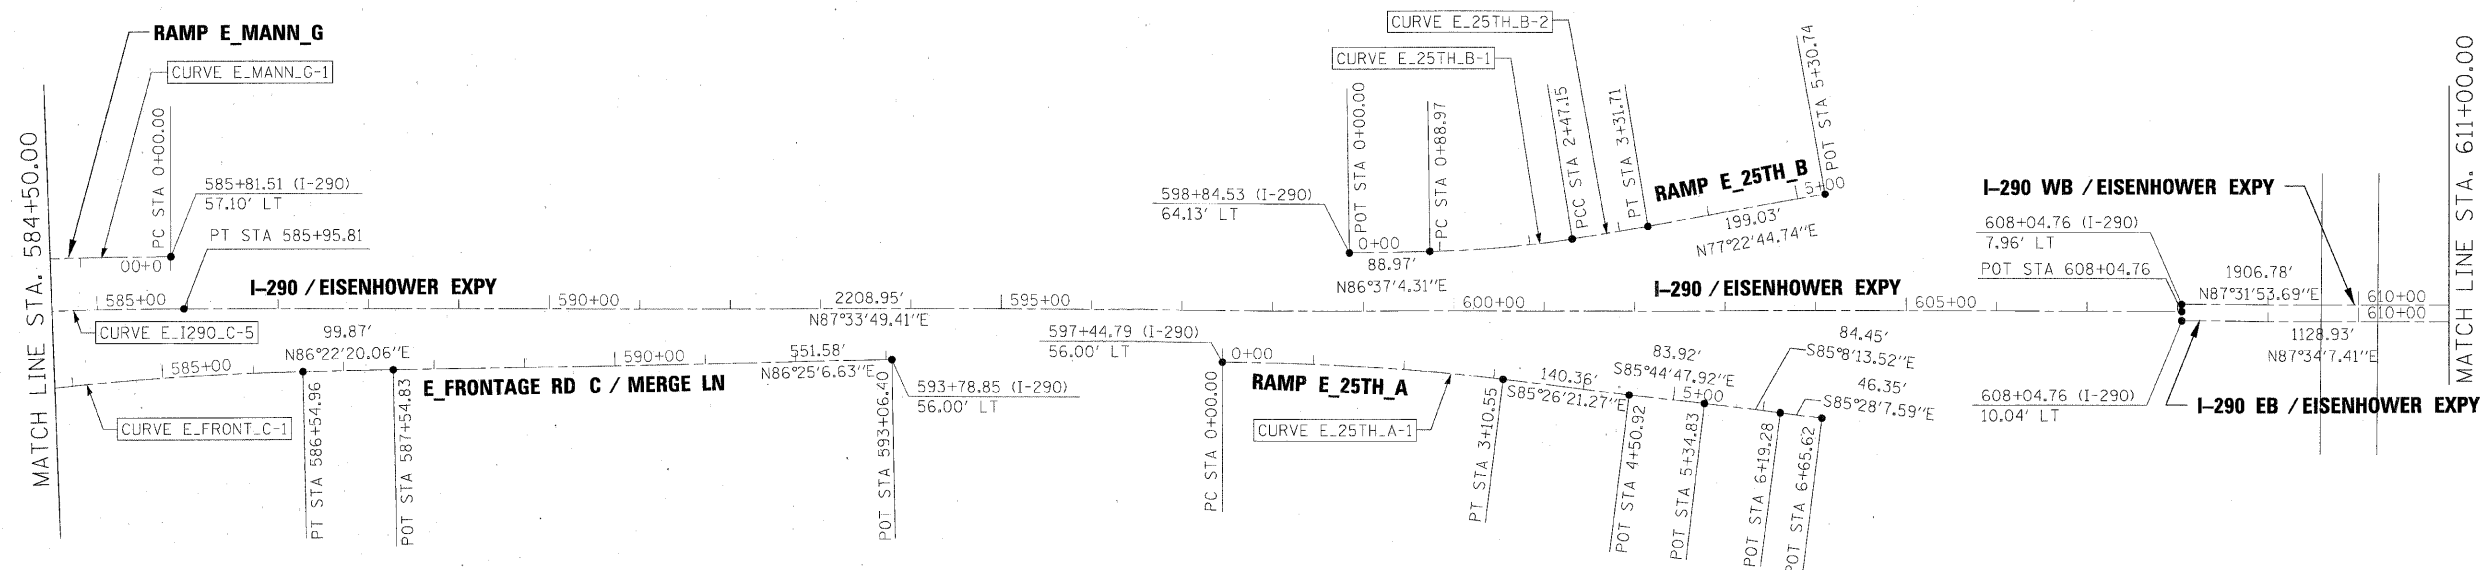 MATCH LINE STA. 584+50.00
RAMP E_MANN_G
CURVE E_MANN_G-1
PC STA 0+00.00
00+0
585+81.51 (I-290)
57.10' LT
PT STA 585+95.81
I-290 / EISENHOWER EXPY
585+00
590+00
2208.95'
N87°33'49.41"E
595+00
CURVE E_I290_C-5
99.87'
N86°22'20.06"E
585+00
590+00
551.58'
N86°25'6.63"E
CURVE E_FRONT_C-1
PT STA 586+54.96
POT STA 587+54.83
E_FRONTAGE RD C / MERGE LN
POT STA 593+06.40
593+78.85 (I-290)
56.00' LT
597+44.79 (I-290)
56.00' LT
0+00
PC STA 0+00.00
RAMP E_25TH_A
CURVE E_25TH_A-1
PT STA 3+10.55
140.36'
S85°26'21.27"E
POT STA 4+50.92
83.92'
S85°44'47.92"E
5+00
POT STA 5+34.83
84.45'
S85°8'13.52"E
POT STA 6+19.28
46.35'
S85°28'7.59"E
POT STA 6+65.62
598+84.53 (I-290)
64.13' LT
POT STA 0+00.00
0+00
88.97'
N86°37'4.31"E
PC STA 0+88.97
CURVE E_25TH_B-1
CURVE E_25TH_B-2
PCC STA 2+47.15
PT STA 3+31.71
RAMP E_25TH_B
199.03'
N77°22'44.74"E
5+00
POT STA 5+30.74
600+00
I-290 / EISENHOWER EXPY
605+00
I-290 WB / EISENHOWER EXPY
608+04.76 (I-290)
7.96' LT
POT STA 608+04.76
1906.78'
N87°31'53.69"E
610+00
610+00
1128.93'
N87°34'7.41"E
608+04.76 (I-290)
10.04' LT
I-290 EB / EISENHOWER EXPY
MATCH LINE STA. 611+00.00